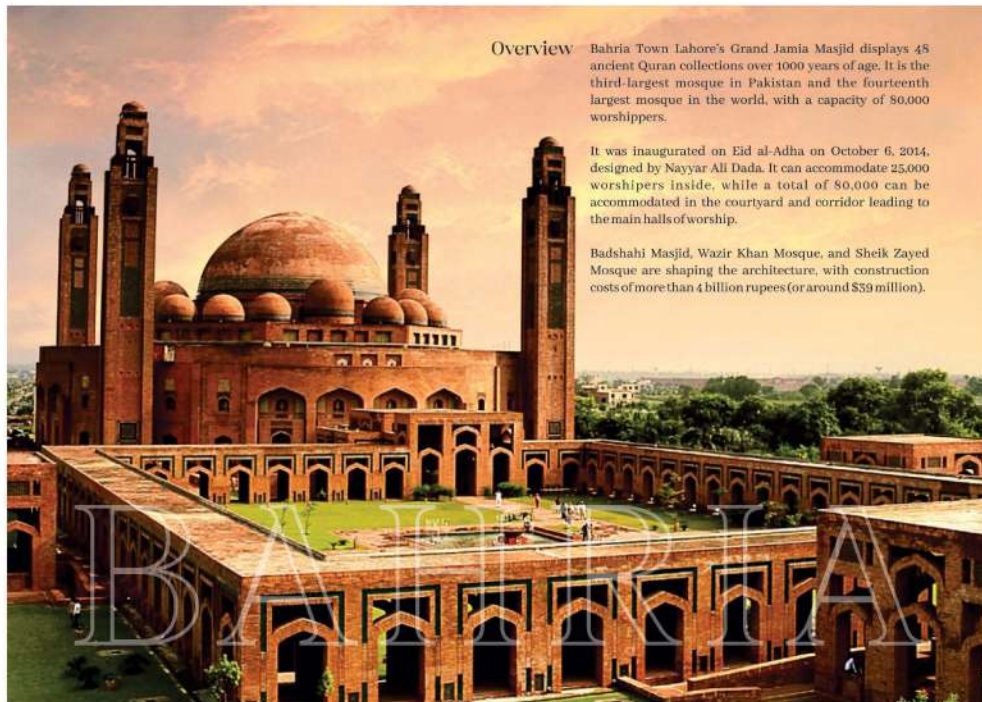 Overview
Bahria Town Lahore's Grand Jamia Masjid displays 48
ancient Quran collections over 1000 years of age. It is the
third-largest mosque in Pakistan and the fourteenth
largest mosque in the world, with a capacity of 80,000
worshippers.
It was inaugurated on Eid al-Adha on October 6, 2014,
designed by Nayyar Ali Dada. It can accommodate 25,000
worshipers inside, while a total of 80,000 can be
accommodated in the courtyard and corridor leading to
the main halls of worship.
Badshahi Masjid, Wazir Khan Mosque, and Sheik Zayed
Mosque are shaping the architecture, with construction
costs of more than 4 billion rupees (or around $39 million).
BAHRIA